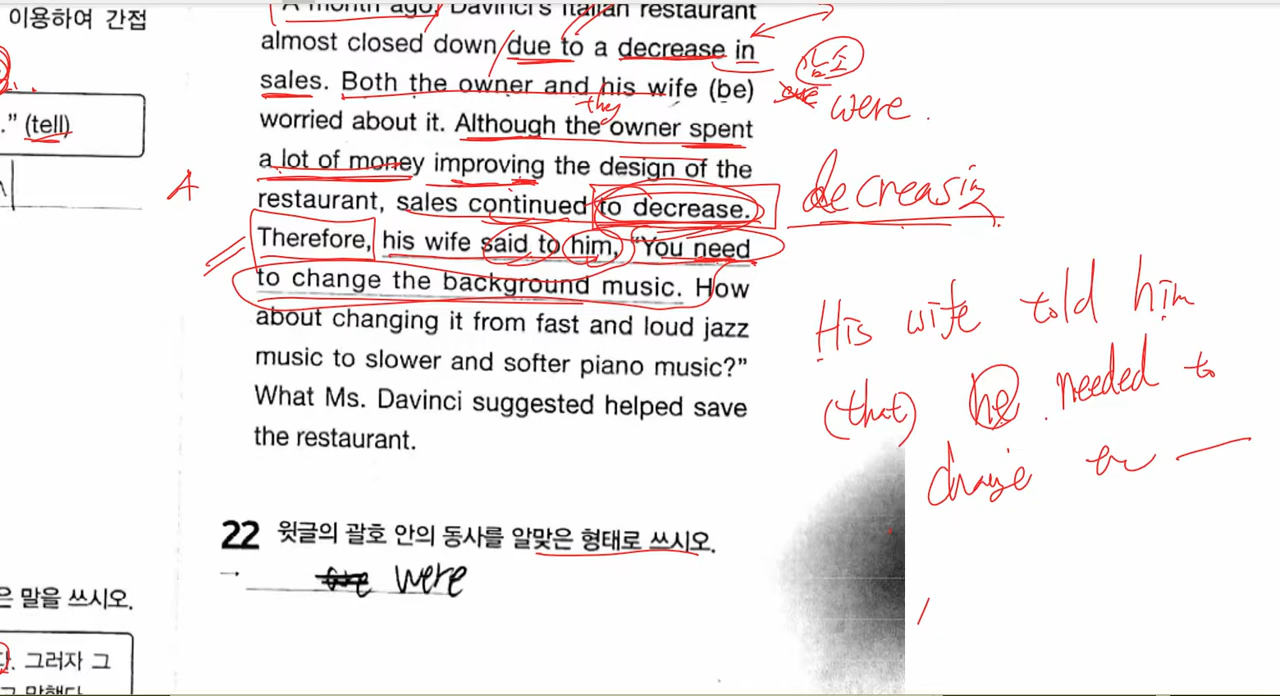 이용하여 간접
A month ago, Davinci's Italian restaurant
almost closed down due to a decrease in
감소
sales. Both the owner and his wife (be)
were.
they
.” (tell)
worried about it. Although the owner spent
a lot of money improving the design of the
A
restaurant, sales continued to decrease.
decreasing
Therefore, his wife said to him, “You need
to change the background music. How
His wife told him
about changing it from fast and loud jazz
music to slower and softer piano music?”
(that) he needed to
What Ms. Davinci suggested helped save
the restaurant.
change
22 윗글의 괄호 안의 동사를 알맞은 형태로 쓰시오.
→ were
은 말을 쓰시오.
다. 그러자 그
고 말했다